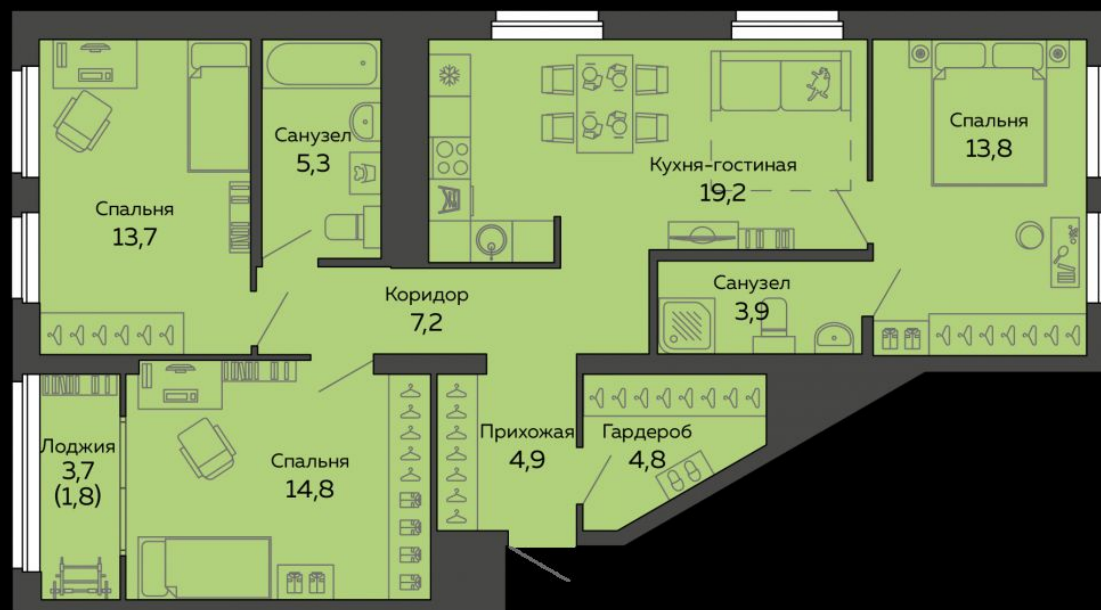 Спальня
13,7
Санузел
5,3
Кухня-гостиная
19,2
Спальня
13,8
Коридор
7,2
Санузел
3,9
Лоджия
3,7
(1,8)
Спальня
14,8
Прихожая
4,9
Гардероб
4,8